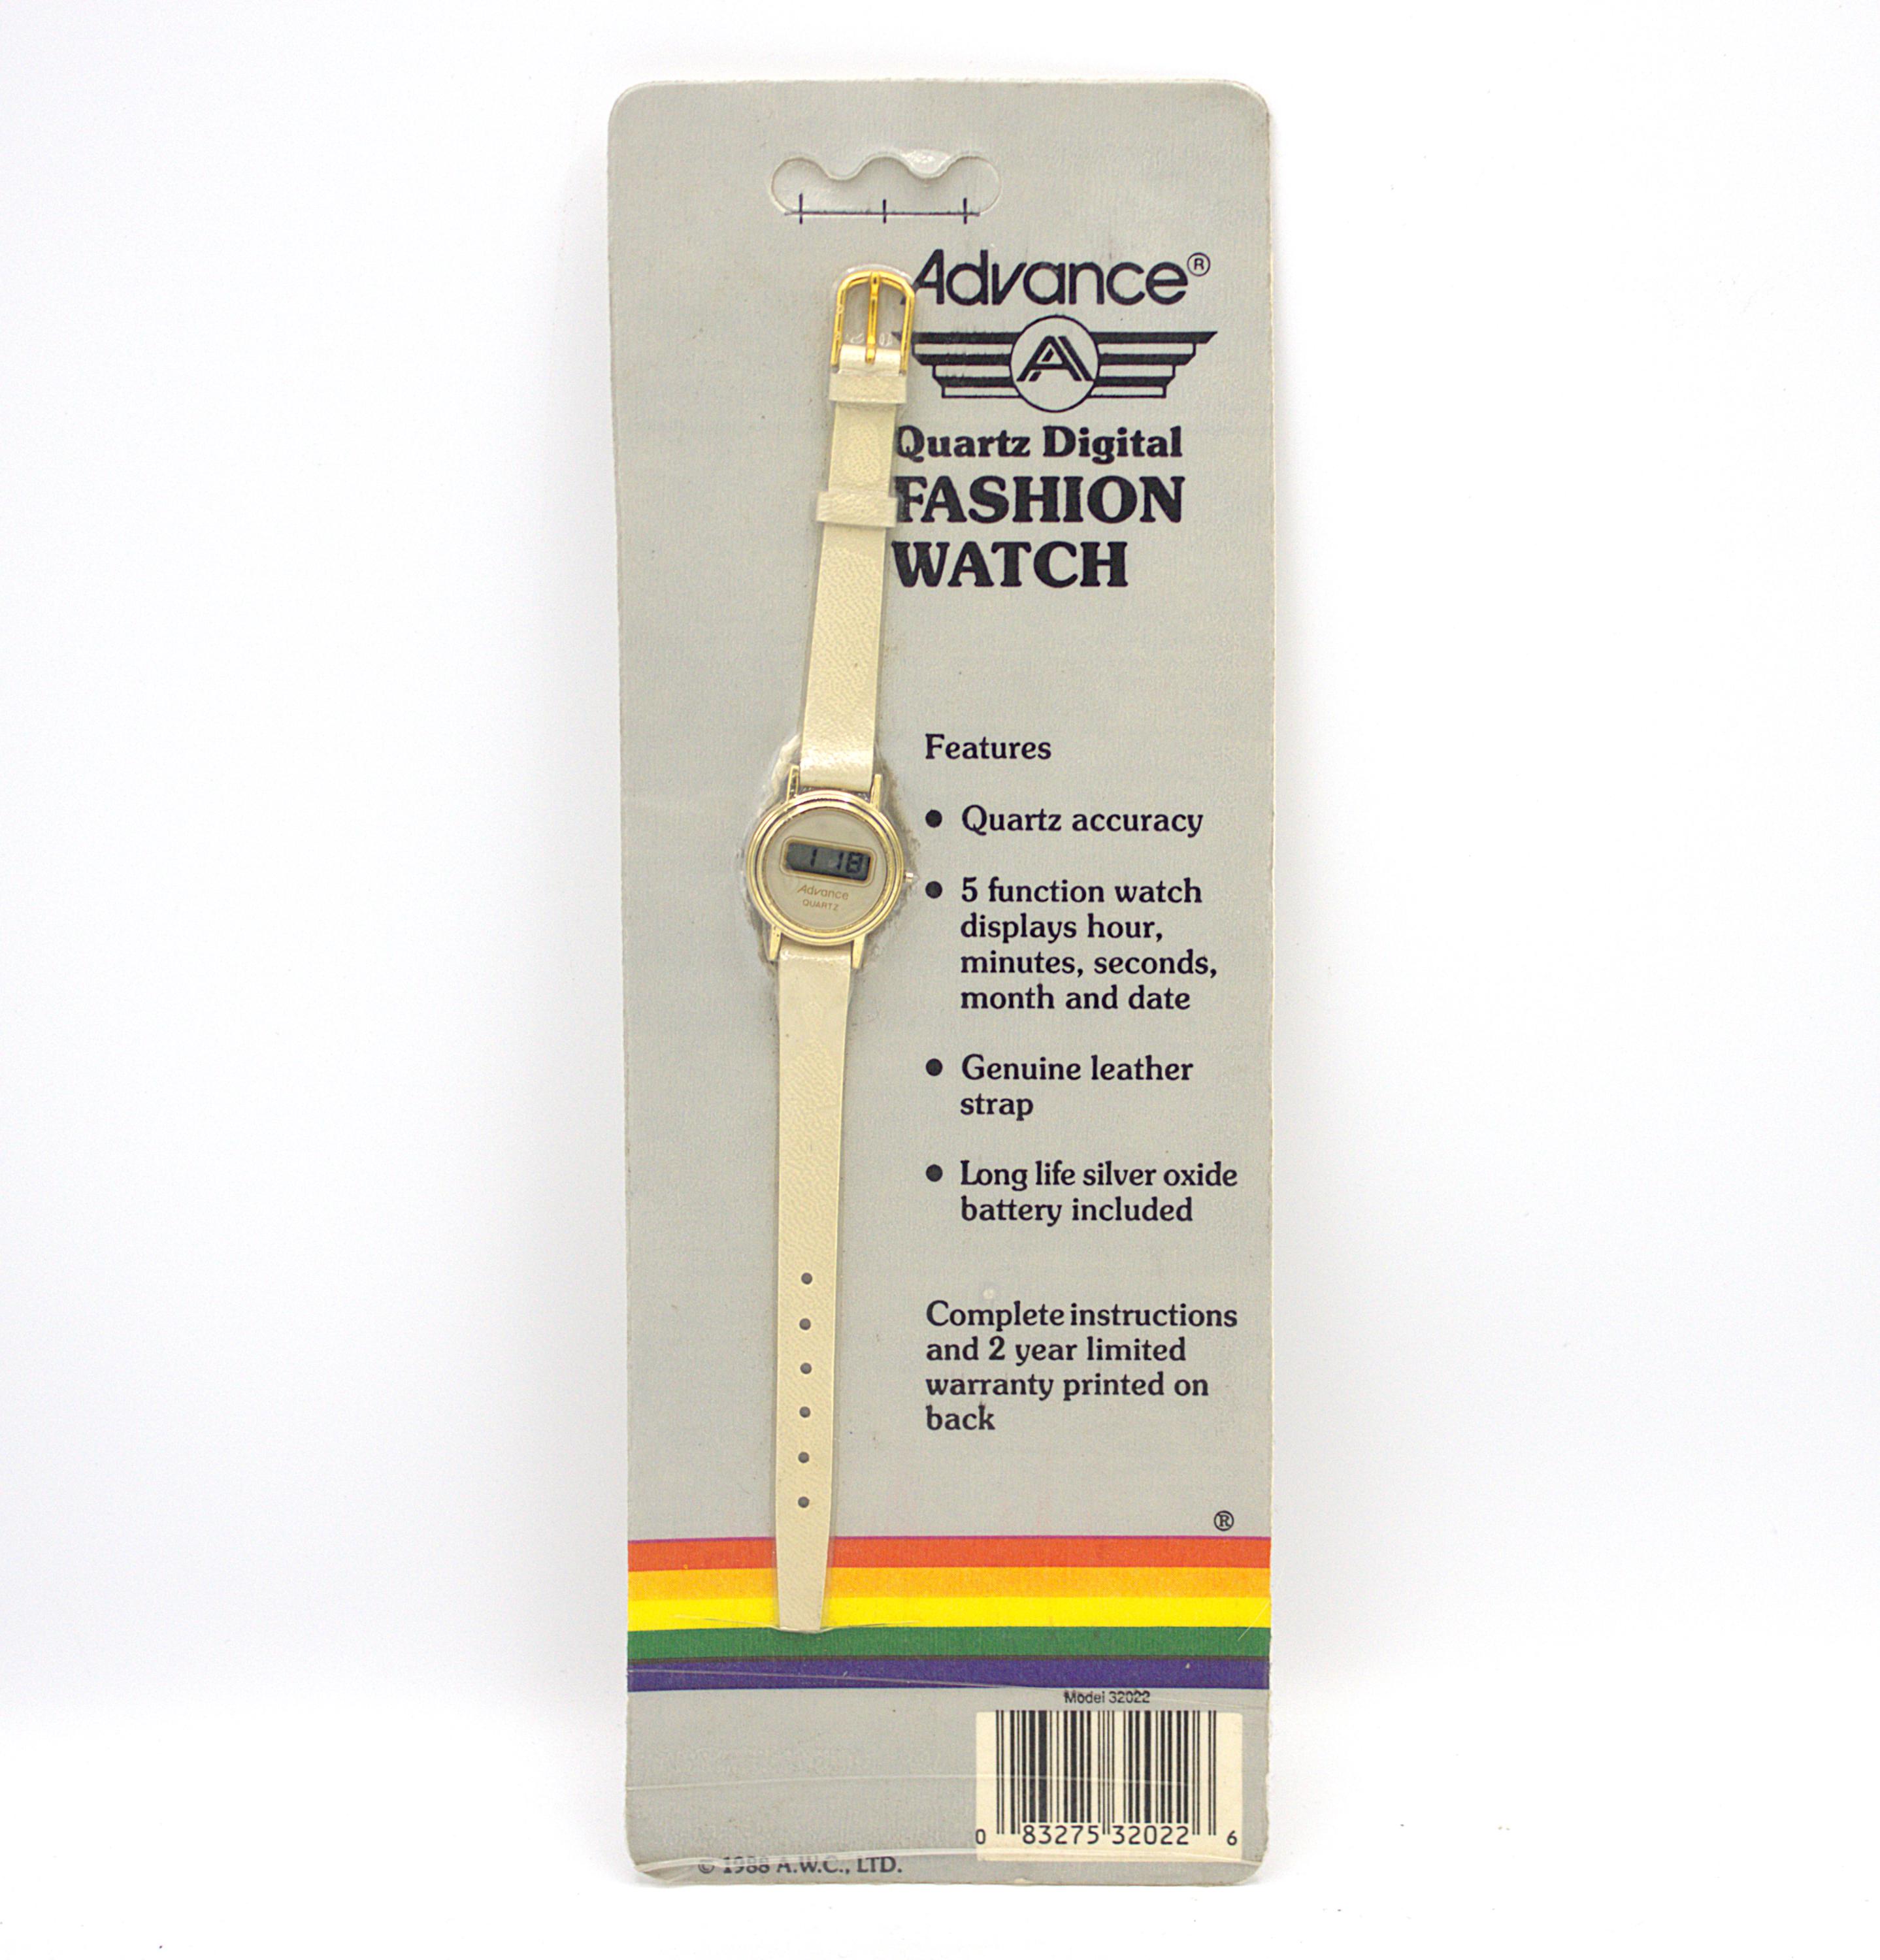 Advance®
A
Quartz Digital
FASHION
WATCH
Features
● Quartz accuracy
● 5 function watch
displays hour,
minutes, seconds,
month and date
1 18
Advance
QUARTZ
● Genuine leather
strap
● Long life silver oxide
battery included
Complete instructions
and 2 year limited
warranty printed on
back
®
Model 32022
0 83275 32022 6
© 1988 A.W.C., LTD.